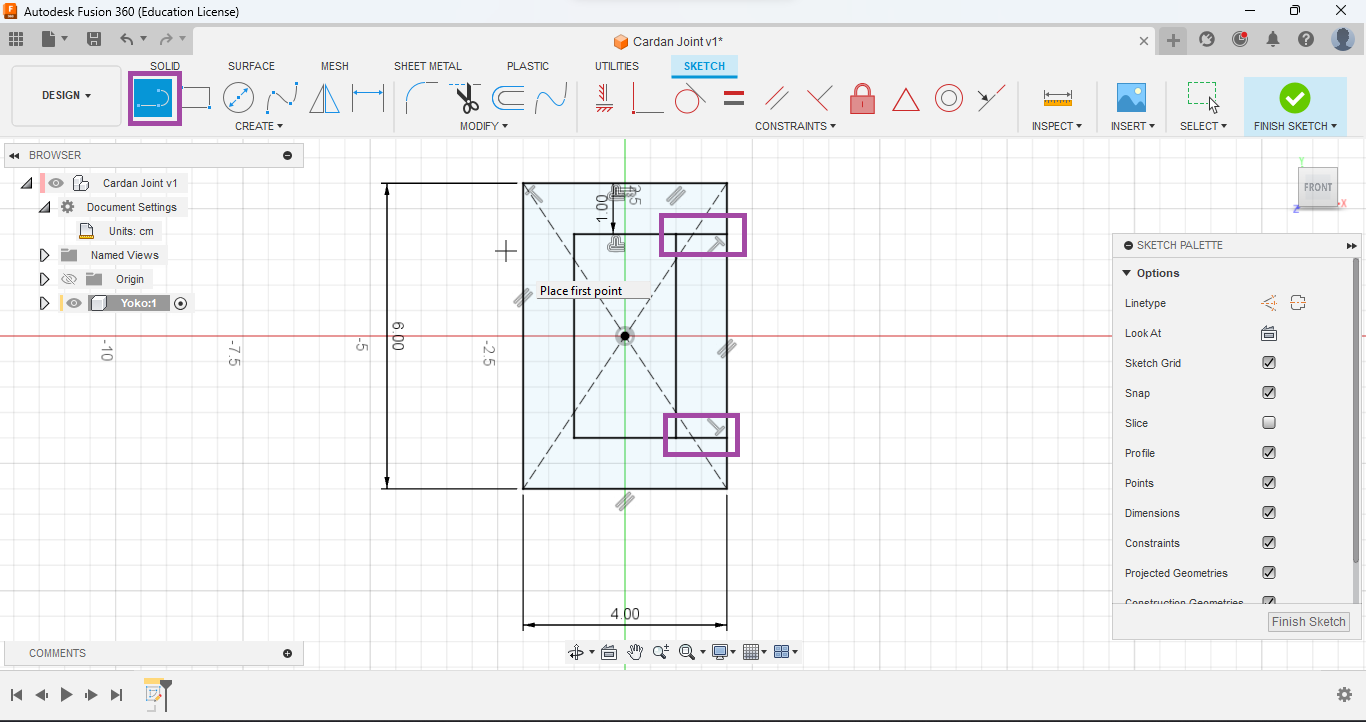 Autodesk Fusion 360 (Education License)
Cardan Joint v1*
SOLID SURFACE MESH SHEET METAL PLASTIC UTILITIES SKETCH
DESIGN
CREATE MODIFY CONSTRAINTS INSPECT INSERT SELECT FINISH SKETCH
BROWSER
Cardan Joint v1
Document Settings
Units: cm
Named Views
Origin
Yoko:1
Y
FRONT
X
Z
1.00
2.5
Place first point
6.00
-10 -7.5 -5 -2.5
4.00
SKETCH PALETTE
Options
Linetype
Look At
Sketch Grid
Snap
Slice
Profile
Points
Dimensions
Constraints
Projected Geometries
Construction Geometries
Finish Sketch
COMMENTS